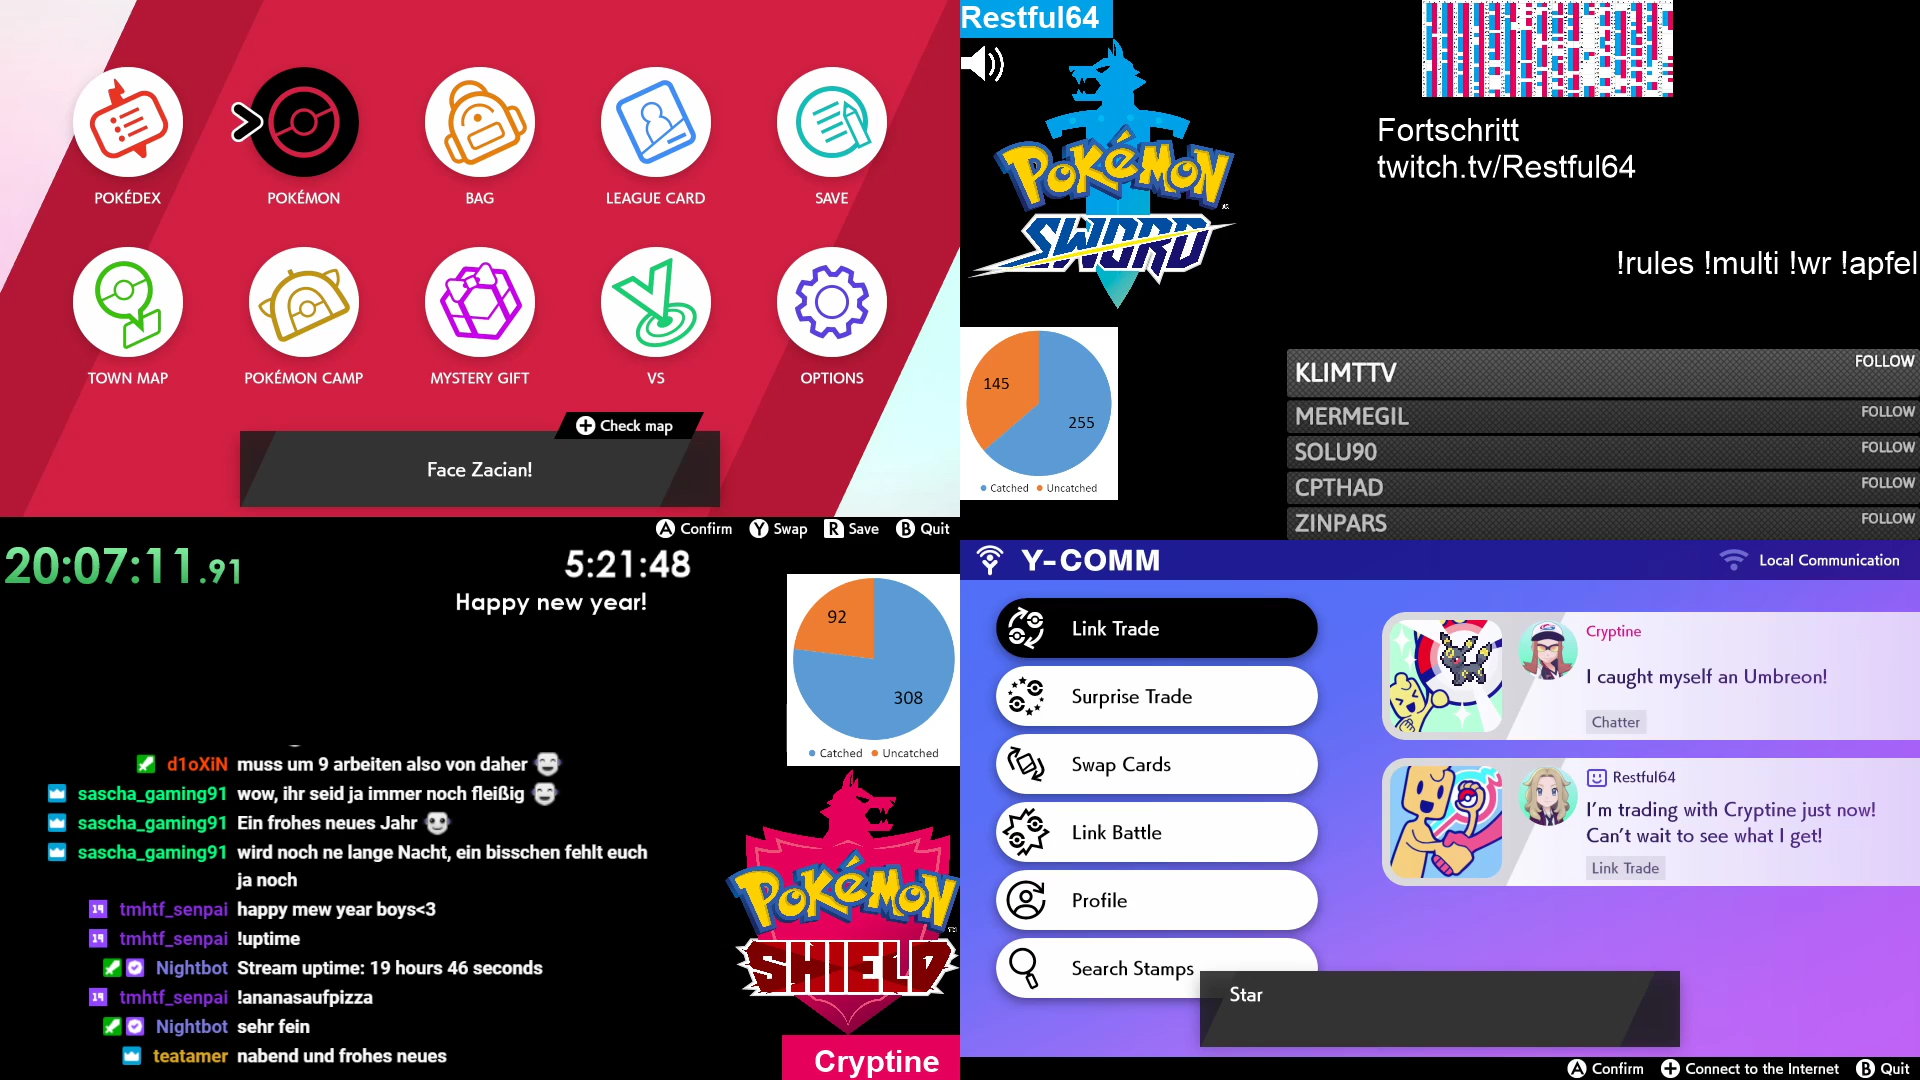 POKÉDEX
POKÉMON
BAG
LEAGUE CARD
SAVE
TOWN MAP
POKÉMON CAMP
MYSTERY GIFT
VS
OPTIONS
Check map
Face Zacian!
A Confirm Y Swap R Save B Quit
Restful64
POKÉMON
SWORD
Fortschritt
twitch.tv/Restful64
!rules !multi !wr !apfel
145
255
Catched Uncatched
KLIMTTV FOLLOW
MERMEGIL FOLLOW
SOLU90 FOLLOW
CPTHAD FOLLOW
ZINPARS FOLLOW
20:07:11.91
5:21:48
Happy new year!
92
308
Catched Uncatched
d1oXiN muss um 9 arbeiten also von daher
sascha_gaming91 wow, ihr seid ja immer noch fleißig
sascha_gaming91 Ein frohes neues Jahr
sascha_gaming91 wird noch ne lange Nacht, ein bisschen fehlt euch
ja noch
tmhtf_senpai happy mew year boys<3
tmhtf_senpai !uptime
Nightbot Stream uptime: 19 hours 46 seconds
tmhtf_senpai !ananasaufpizza
Nightbot sehr fein
teatamer nabend und frohes neues
POKÉMON
SHIELD
Cryptine
Y-COMM
Local Communication
Link Trade
Surprise Trade
Swap Cards
Link Battle
Profile
Search Stamps
Cryptine
I caught myself an Umbreon!
Chatter
Restful64
I'm trading with Cryptine just now!
Can't wait to see what I get!
Link Trade
Star
A Confirm + Connect to the Internet B Quit